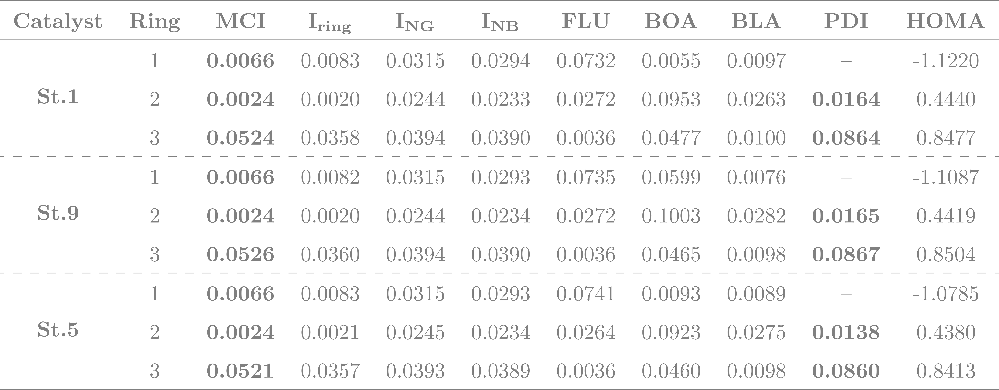 Catalyst Ring MCI I_ring I_NG I_NB FLU BOA BLA PDI HOMA
1 0.0066 0.0083 0.0315 0.0294 0.0732 0.0055 0.0097 – -1.1220
St.1 2 0.0024 0.0020 0.0244 0.0233 0.0272 0.0953 0.0263 0.0164 0.4440
3 0.0524 0.0358 0.0394 0.0390 0.0036 0.0477 0.0100 0.0864 0.8477
1 0.0066 0.0082 0.0315 0.0293 0.0735 0.0599 0.0076 – -1.1087
St.9 2 0.0024 0.0020 0.0244 0.0234 0.0272 0.1003 0.0282 0.0165 0.4419
3 0.0526 0.0360 0.0394 0.0390 0.0036 0.0465 0.0098 0.0867 0.8504
1 0.0066 0.0083 0.0315 0.0293 0.0741 0.0093 0.0089 – -1.0785
St.5 2 0.0024 0.0021 0.0245 0.0234 0.0264 0.0923 0.0275 0.0138 0.4380
3 0.0521 0.0357 0.0393 0.0389 0.0036 0.0460 0.0098 0.0860 0.8413